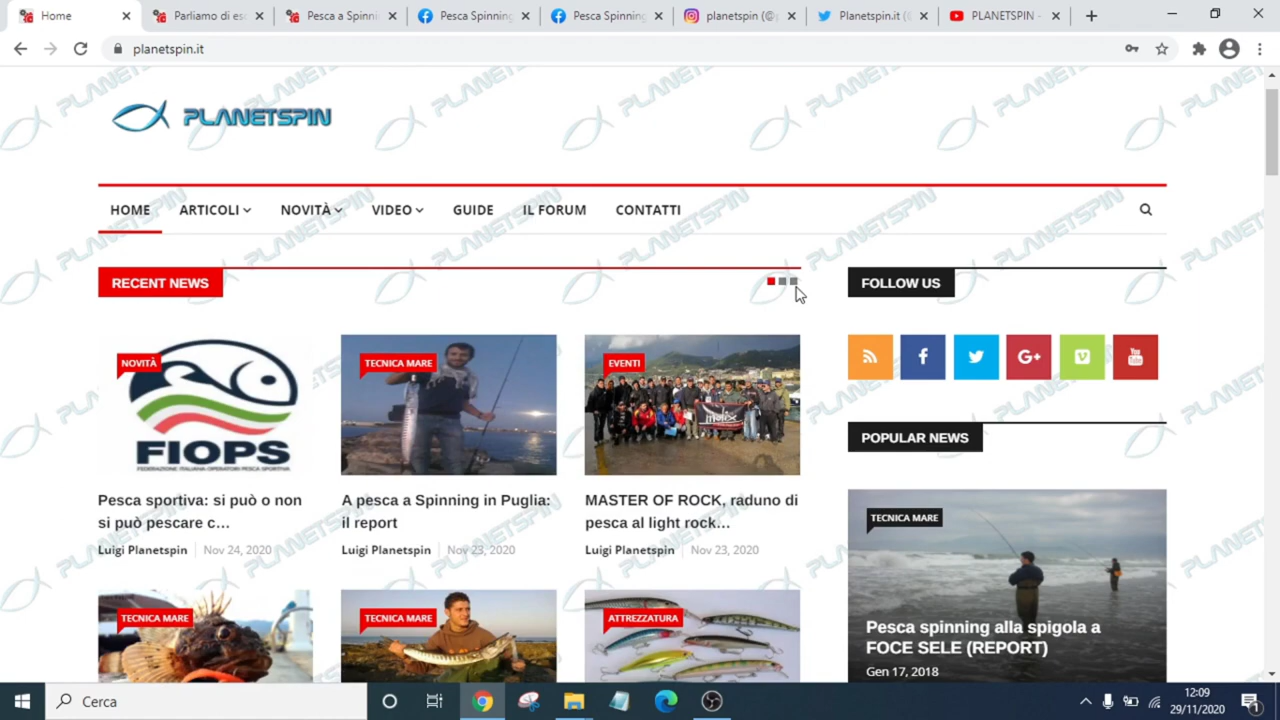 Home
Parliamo di es
Pesca a Spinni
Pesca Spinning
Pesca Spinning
planetspin (@
Planetspin.it (
PLANETSPIN -
planetspin.it
PLANETSPIN
HOME
ARTICOLI
NOVITÀ
VIDEO
GUIDE
IL FORUM
CONTATTI
RECENT NEWS
FOLLOW US
NOVITÀ
FIOPS
FEDERAZIONE ITALIANA OPERATORI PESCA SPORTIVA
TECNICA MARE
EVENTI
molix
G+
You Tube
POPULAR NEWS
Pesca sportiva: si può o non
si può pescare c...
Luigi Planetspin
Nov 24, 2020
A pesca a Spinning in Puglia:
il report
Luigi Planetspin
Nov 23, 2020
MASTER OF ROCK, raduno di
pesca al light rock...
Luigi Planetspin
Nov 23, 2020
TECNICA MARE
Pesca spinning alla spigola a
FOCE SELE (REPORT)
Gen 17, 2018
TECNICA MARE
TECNICA MARE
ATTREZZATURA
Cerca
12:09
29/11/2020
1